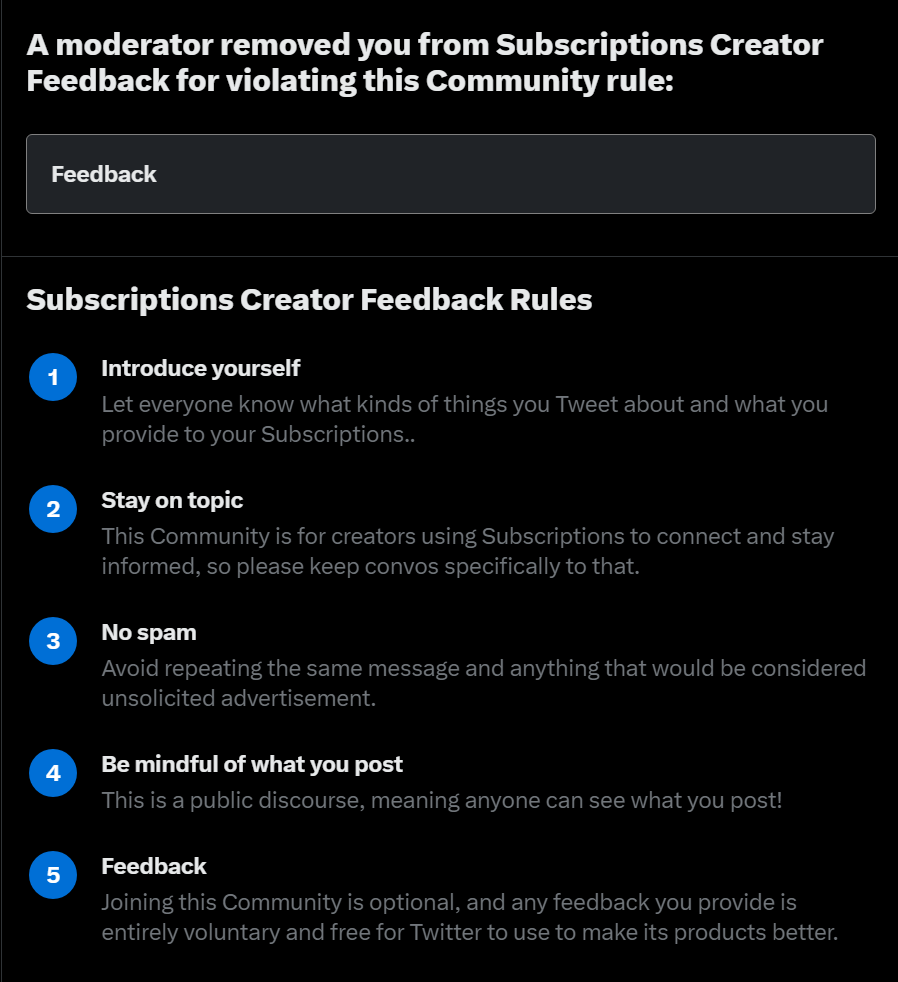 A moderator removed you from Subscriptions Creator
Feedback for violating this Community rule:
Feedback
Subscriptions Creator Feedback Rules
1
Introduce yourself
Let everyone know what kinds of things you Tweet about and what you
provide to your Subscriptions..
2
Stay on topic
This Community is for creators using Subscriptions to connect and stay
informed, so please keep convos specifically to that.
3
No spam
Avoid repeating the same message and anything that would be considered
unsolicited advertisement.
4
Be mindful of what you post
This is a public discourse, meaning anyone can see what you post!
5
Feedback
Joining this Community is optional, and any feedback you provide is
entirely voluntary and free for Twitter to use to make its products better.